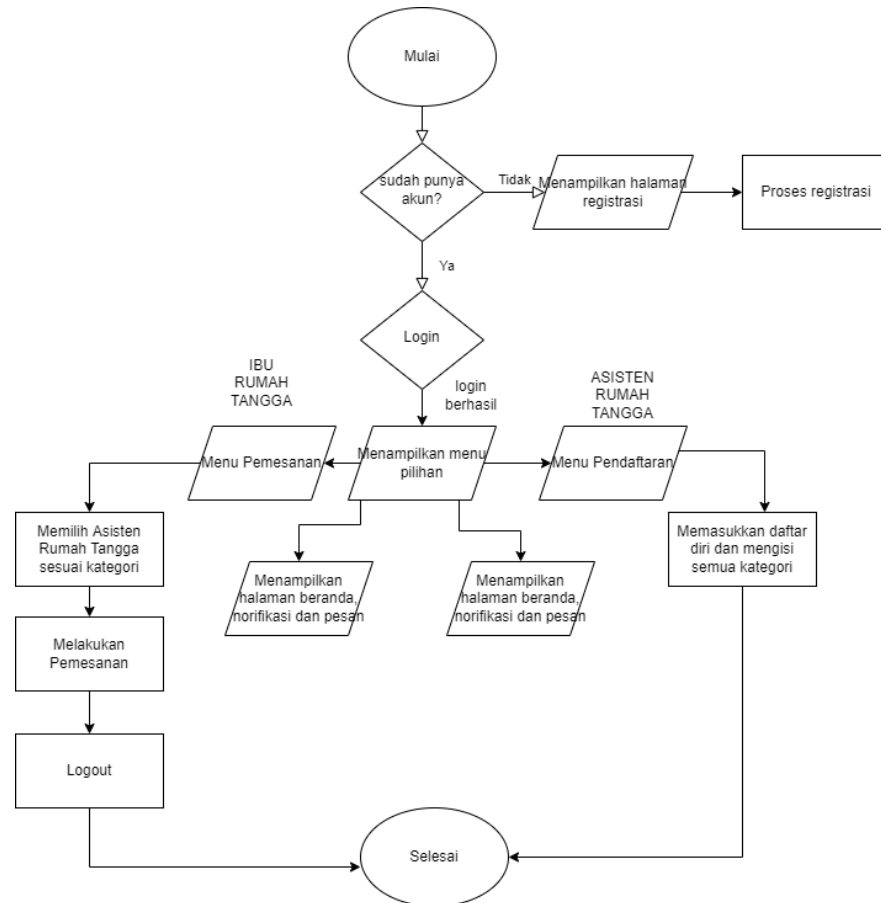 Mulai
sudah punya
akun?
Tidak
Menampilkan halaman
registrasi
Proses registrasi
Ya
Login
IBU
RUMAH
TANGGA
login
berhasil
ASISTEN
RUMAH
TANGGA
Menu Pemesanan
Menampilkan menu
pilihan
Menu Pendaftaran
Memilih Asisten
Rumah Tangga
sesuai kategori
Memasukkan daftar
diri dan mengisi
semua kategori
Menampilkan
halaman beranda,
norifikasi dan pesan
Menampilkan
halaman beranda,
norifikasi dan pesan
Melakukan
Pemesanan
Logout
Selesai